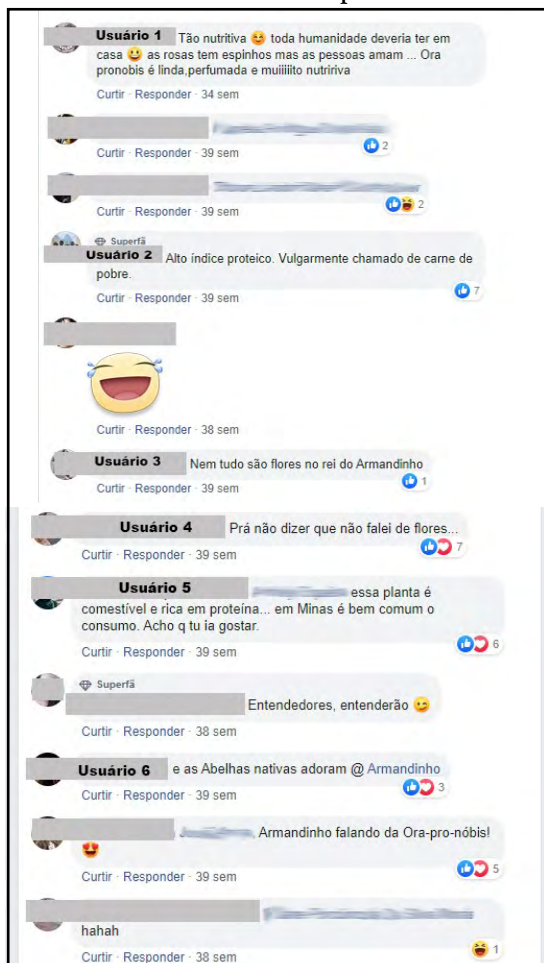 Usuário 1 Tão nutritiva 😊 toda humanidade deveria ter em
casa 😀 as rosas tem espinhos mas as pessoas amam ... Ora
pronobis é linda,perfumada e muiiiiito nutririva
Curtir · Responder · 34 sem
2
Curtir · Responder · 39 sem
2
Curtir · Responder · 39 sem
Superfã
Usuário 2 Alto índice proteico. Vulgarmente chamado de carne de
pobre.
7
Curtir · Responder · 39 sem
Curtir · Responder · 38 sem
Usuário 3 Nem tudo são flores no rei do Armandinho
1
Curtir · Responder · 39 sem
Usuário 4 Prá não dizer que não falei de flores...
7
Curtir · Responder · 39 sem
Usuário 5 essa planta é
comestível e rica em proteína... em Minas é bem comum o
consumo. Acho q tu ia gostar.
6
Curtir · Responder · 39 sem
Superfã
Entendedores, entenderão 😉
Curtir · Responder · 38 sem
Usuário 6 e as Abelhas nativas adoram @ Armandinho
3
Curtir · Responder · 39 sem
, Armandinho falando da Ora-pro-nóbis!
😍
5
Curtir · Responder · 39 sem
hahah
1
Curtir · Responder · 38 sem